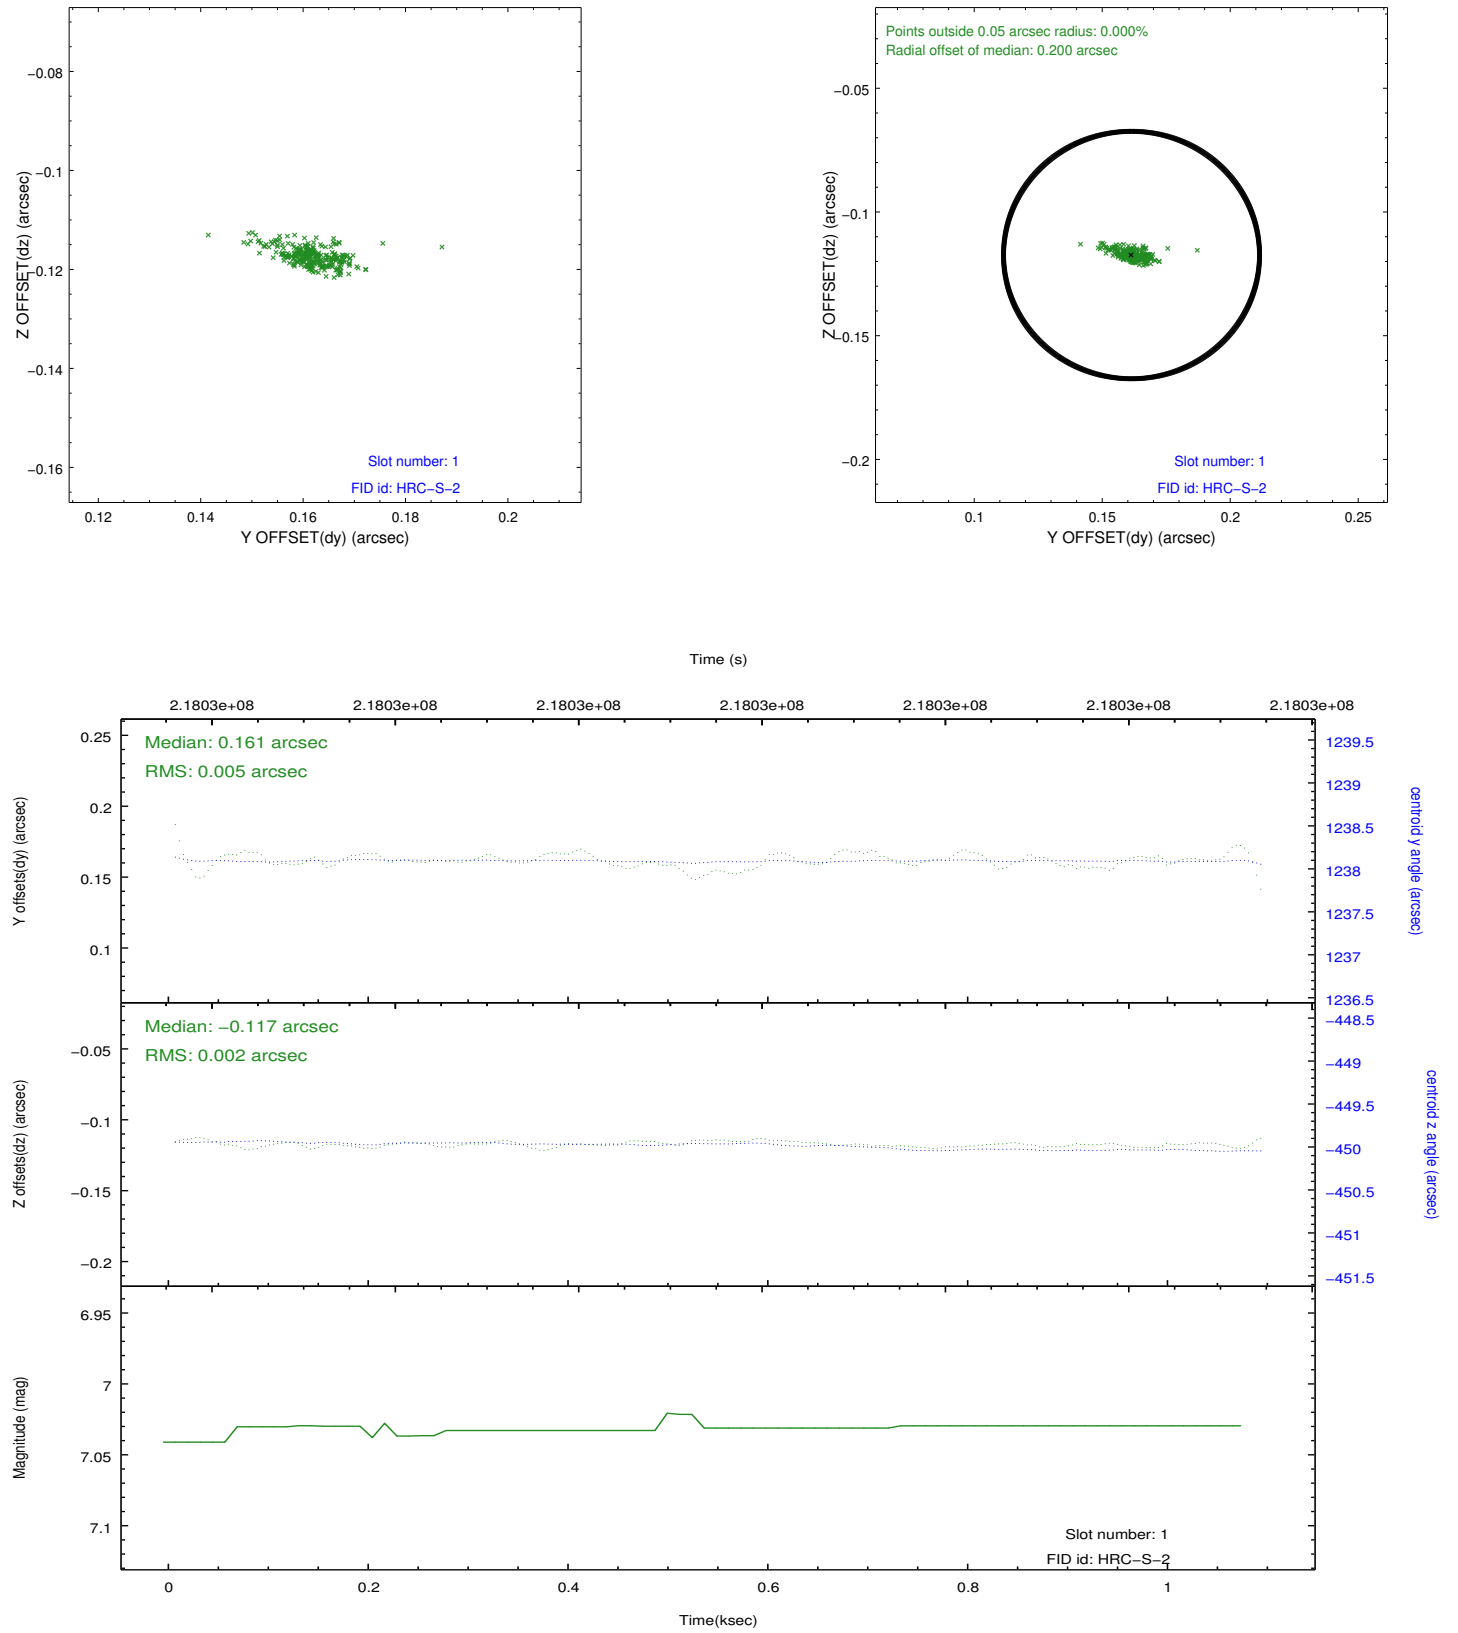 −0.08
−0.1
−0.12
−0.14
−0.16
Z OFFSET(dz) (arcsec)
Slot number: 1
FID id: HRC−S−2
0.12 0.14 0.16 0.18 0.2
Y OFFSET(dy) (arcsec)
Points outside 0.05 arcsec radius: 0.000%
Radial offset of median: 0.200 arcsec
−0.05
−0.1
−0.15
−0.2
Z OFFSET(dz) (arcsec)
Slot number: 1
FID id: HRC−S−2
0.1 0.15 0.2 0.25
Y OFFSET(dy) (arcsec)
Time (s)
2.1803e+08 2.1803e+08 2.1803e+08 2.1803e+08 2.1803e+08 2.1803e+08 2.1803e+08
Median: 0.161 arcsec
RMS: 0.005 arcsec
0.25
0.2
0.15
0.1
Y offsets(dy) (arcsec)
1239.5
1239
1238.5
1238
1237.5
1237
1236.5
centroid y angle (arcsec)
Median: −0.117 arcsec
RMS: 0.002 arcsec
−0.05
−0.1
−0.15
−0.2
Z offsets(dz) (arcsec)
−448.5
−449
−449.5
−450
−450.5
−451
−451.5
centroid z angle (arcsec)
6.95
7
7.05
7.1
Magnitude (mag)
Slot number: 1
FID id: HRC−S−2
0 0.2 0.4 0.6 0.8 1
Time(ksec)